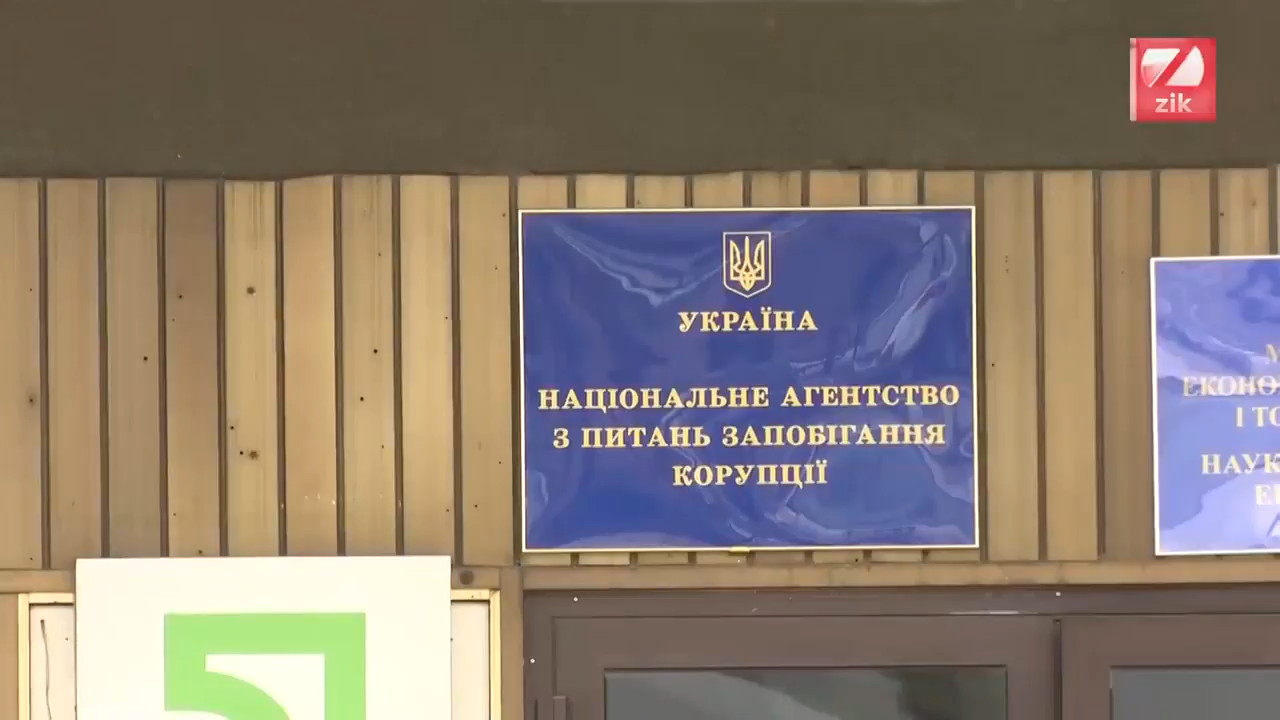 zik
УКРАЇНА
НАЦІОНАЛЬНЕ АГЕНТСТВО
З ПИТАНЬ ЗАПОБІГАННЯ
КОРУПЦІЇ
І